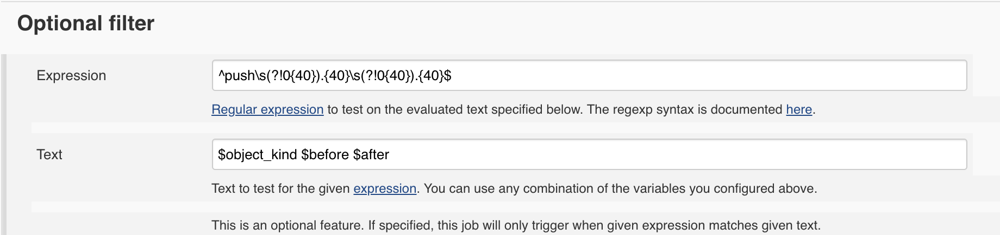 Optional filter
Expression
^push\s(?!0{40}).{40}\s(?!0{40}).{40}$
Regular expression to test on the evaluated text specified below. The regexp syntax is documented here.
Text
$object_kind $before $after
Text to test for the given expression. You can use any combination of the variables you configured above.
This is an optional feature. If specified, this job will only trigger when given expression matches given text.